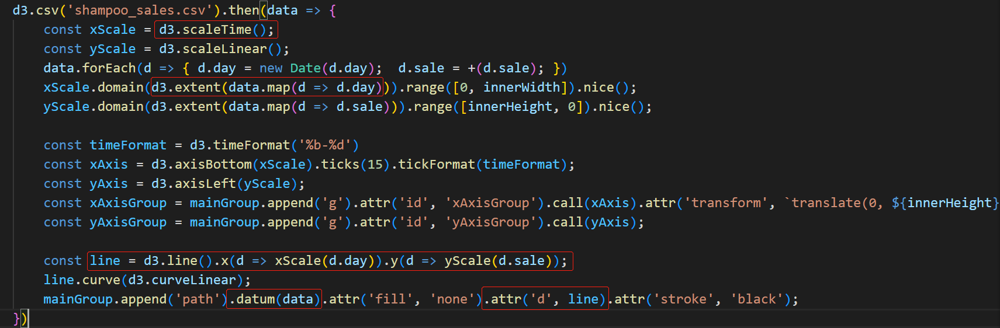 d3.csv('shampoo_sales.csv').then(data => {
    const xScale = d3.scaleTime();
    const yScale = d3.scaleLinear();
    data.forEach(d => { d.day = new Date(d.day);  d.sale = +(d.sale); })
    xScale.domain(d3.extent(data.map(d => d.day))).range([0, innerWidth]).nice();
    yScale.domain(d3.extent(data.map(d => d.sale))).range([innerHeight, 0]).nice();

    const timeFormat = d3.timeFormat('%b-%d')
    const xAxis = d3.axisBottom(xScale).ticks(15).tickFormat(timeFormat);
    const yAxis = d3.axisLeft(yScale);
    const xAxisGroup = mainGroup.append('g').attr('id', 'xAxisGroup').call(xAxis).attr('transform', `translate(0, ${innerHeight}
    const yAxisGroup = mainGroup.append('g').attr('id', 'yAxisGroup').call(yAxis);

    const line = d3.line().x(d => xScale(d.day)).y(d => yScale(d.sale));
    line.curve(d3.curveLinear);
    mainGroup.append('path').datum(data).attr('fill', 'none').attr('d', line).attr('stroke', 'black');
})